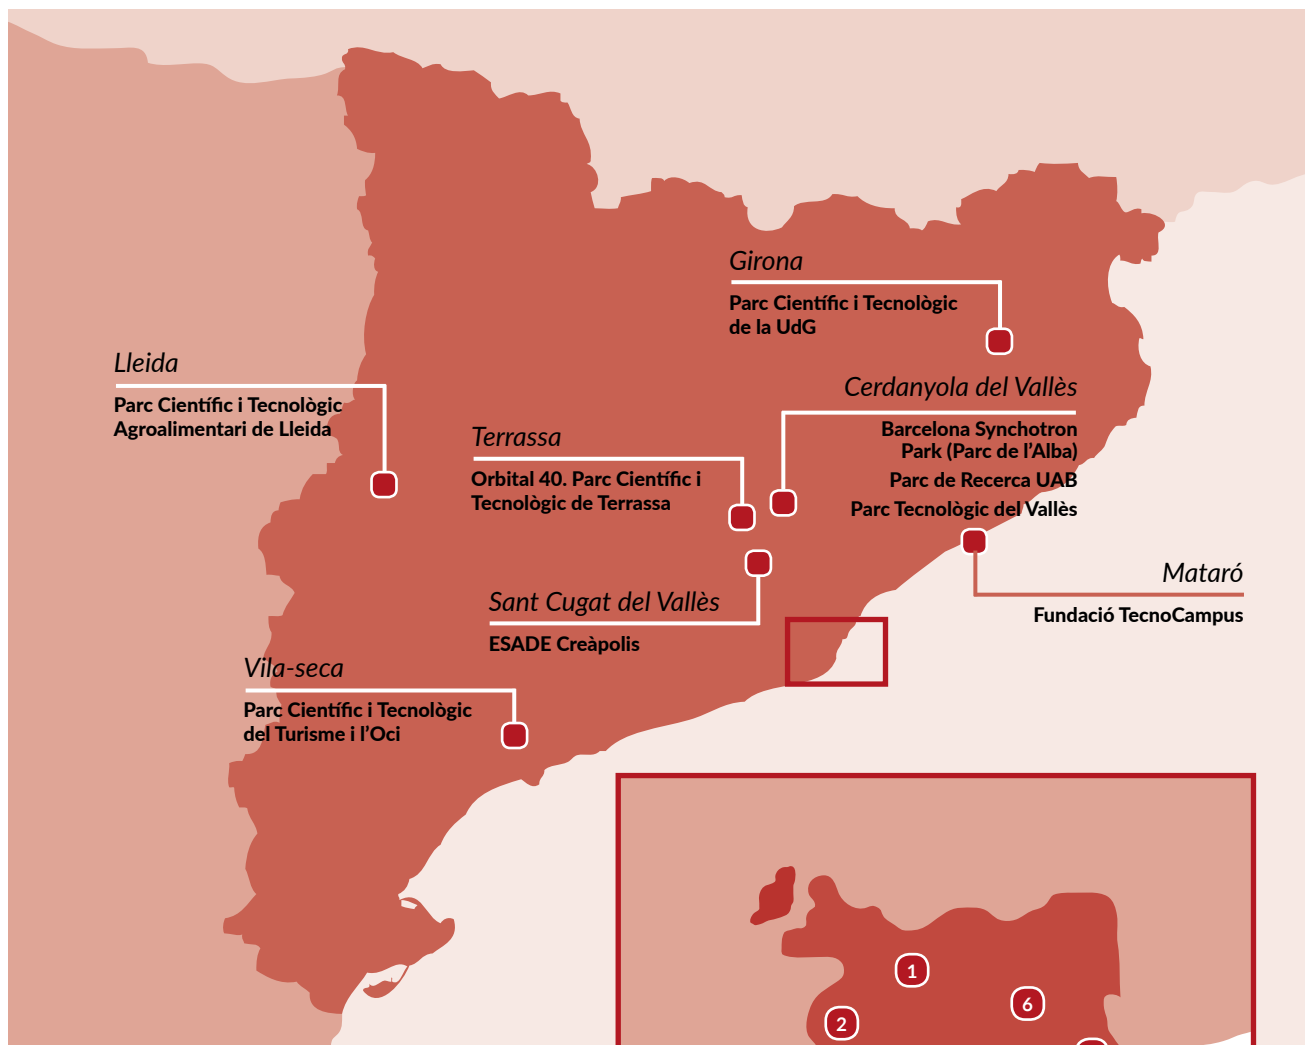 Girona
Parc Científic i Tecnològic
de la UdG
Lleida
Parc Científic i Tecnològic
Agroalimentari de Lleida
Cerdanyola del Vallès
Barcelona Synchotron
Park (Parc de l'Alba)
Parc de Recerca UAB
Parc Tecnològic del Vallès
Terrassa
Orbital 40. Parc Científic i
Tecnològic de Terrassa
Mataró
Fundació TecnoCampus
Sant Cugat del Vallès
ESADE Creàpolis
Vila-seca
Parc Científic i Tecnològic
del Turisme i l'Oci
1
6
2